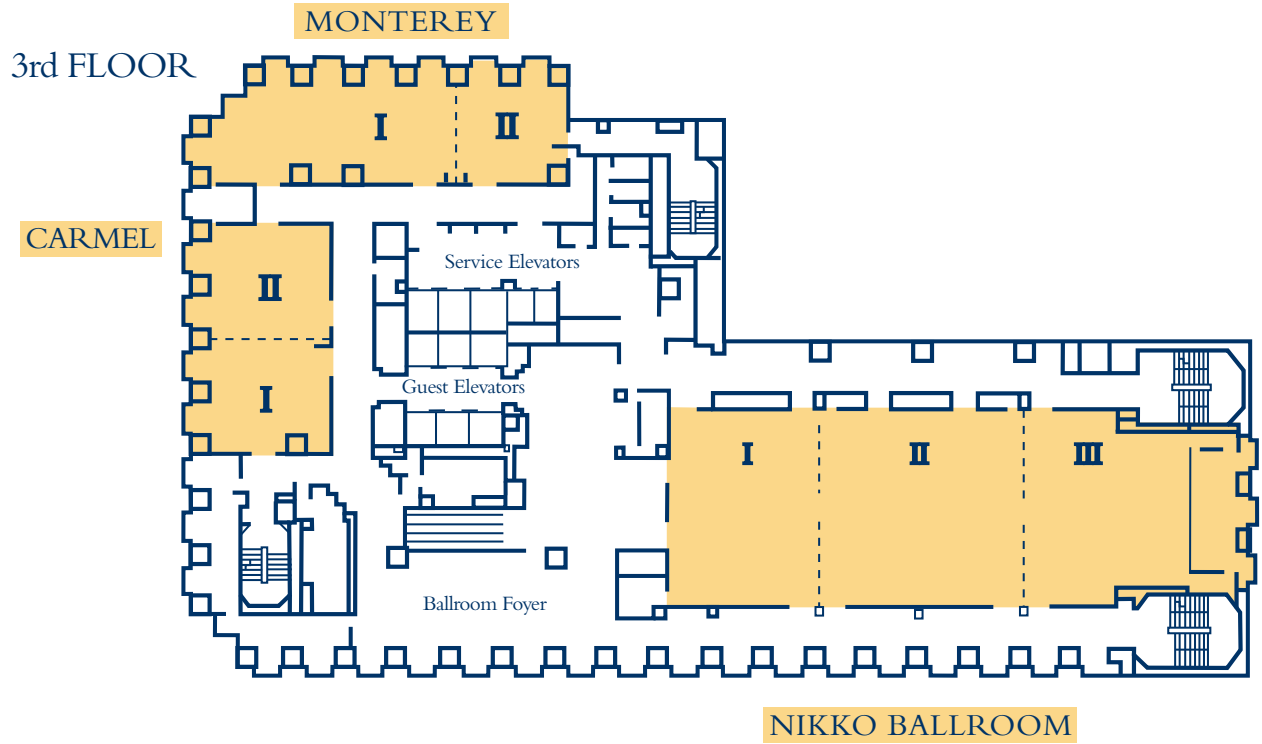 MONTEREY
3rd FLOOR
I
II
CARMEL
Service Elevators
II
Guest Elevators
I
I
II
III
Ballroom Foyer
NIKKO BALLROOM